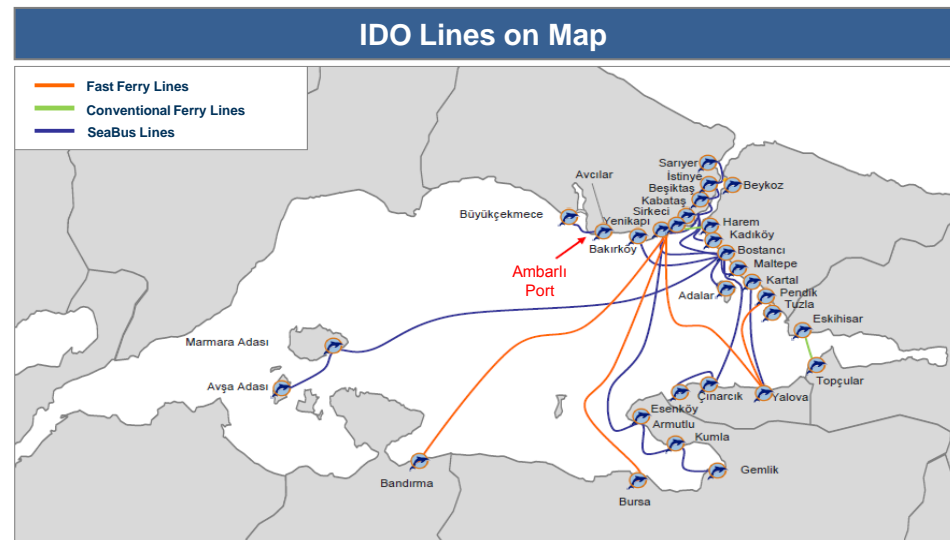 IDO Lines on Map
Fast Ferry Lines
Conventional Ferry Lines
SeaBus Lines
Sarıyer
İstinye
Avcılar
Beşiktaş
Beykoz
Kabataş
Büyükçekmece
Sirkeci
Yenikapı
Harem
Kadıköy
Bakırköy
Bostancı
Maltepe
Ambarlı
Port
Kartal
Adalar
Pendik
Tuzla
Eskihisar
Marmara Adası
Topçular
Avşa Adası
Çınarcık
Yalova
Esenköy
Armutlu
Kumla
Gemlik
Bandırma
Bursa